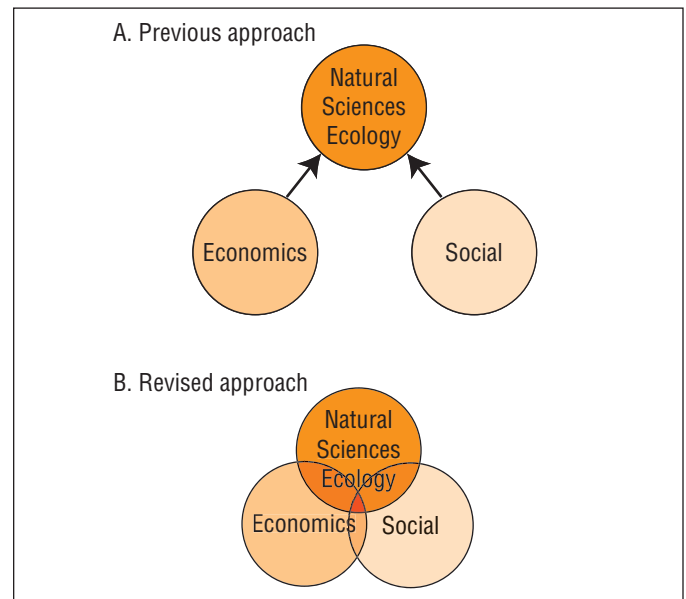 A. Previous approach
Natural
Sciences
Ecology
Economics
Social
B. Revised approach
Natural
Sciences
Ecology
Economics
Social